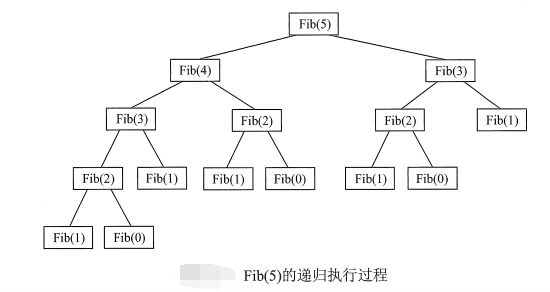 Fib(5)
Fib(4) Fib(3)
Fib(3) Fib(2) Fib(2) Fib(1)
Fib(2) Fib(1) Fib(1) Fib(0) Fib(1) Fib(0)
Fib(1) Fib(0)
Fib(5)的递归执行过程